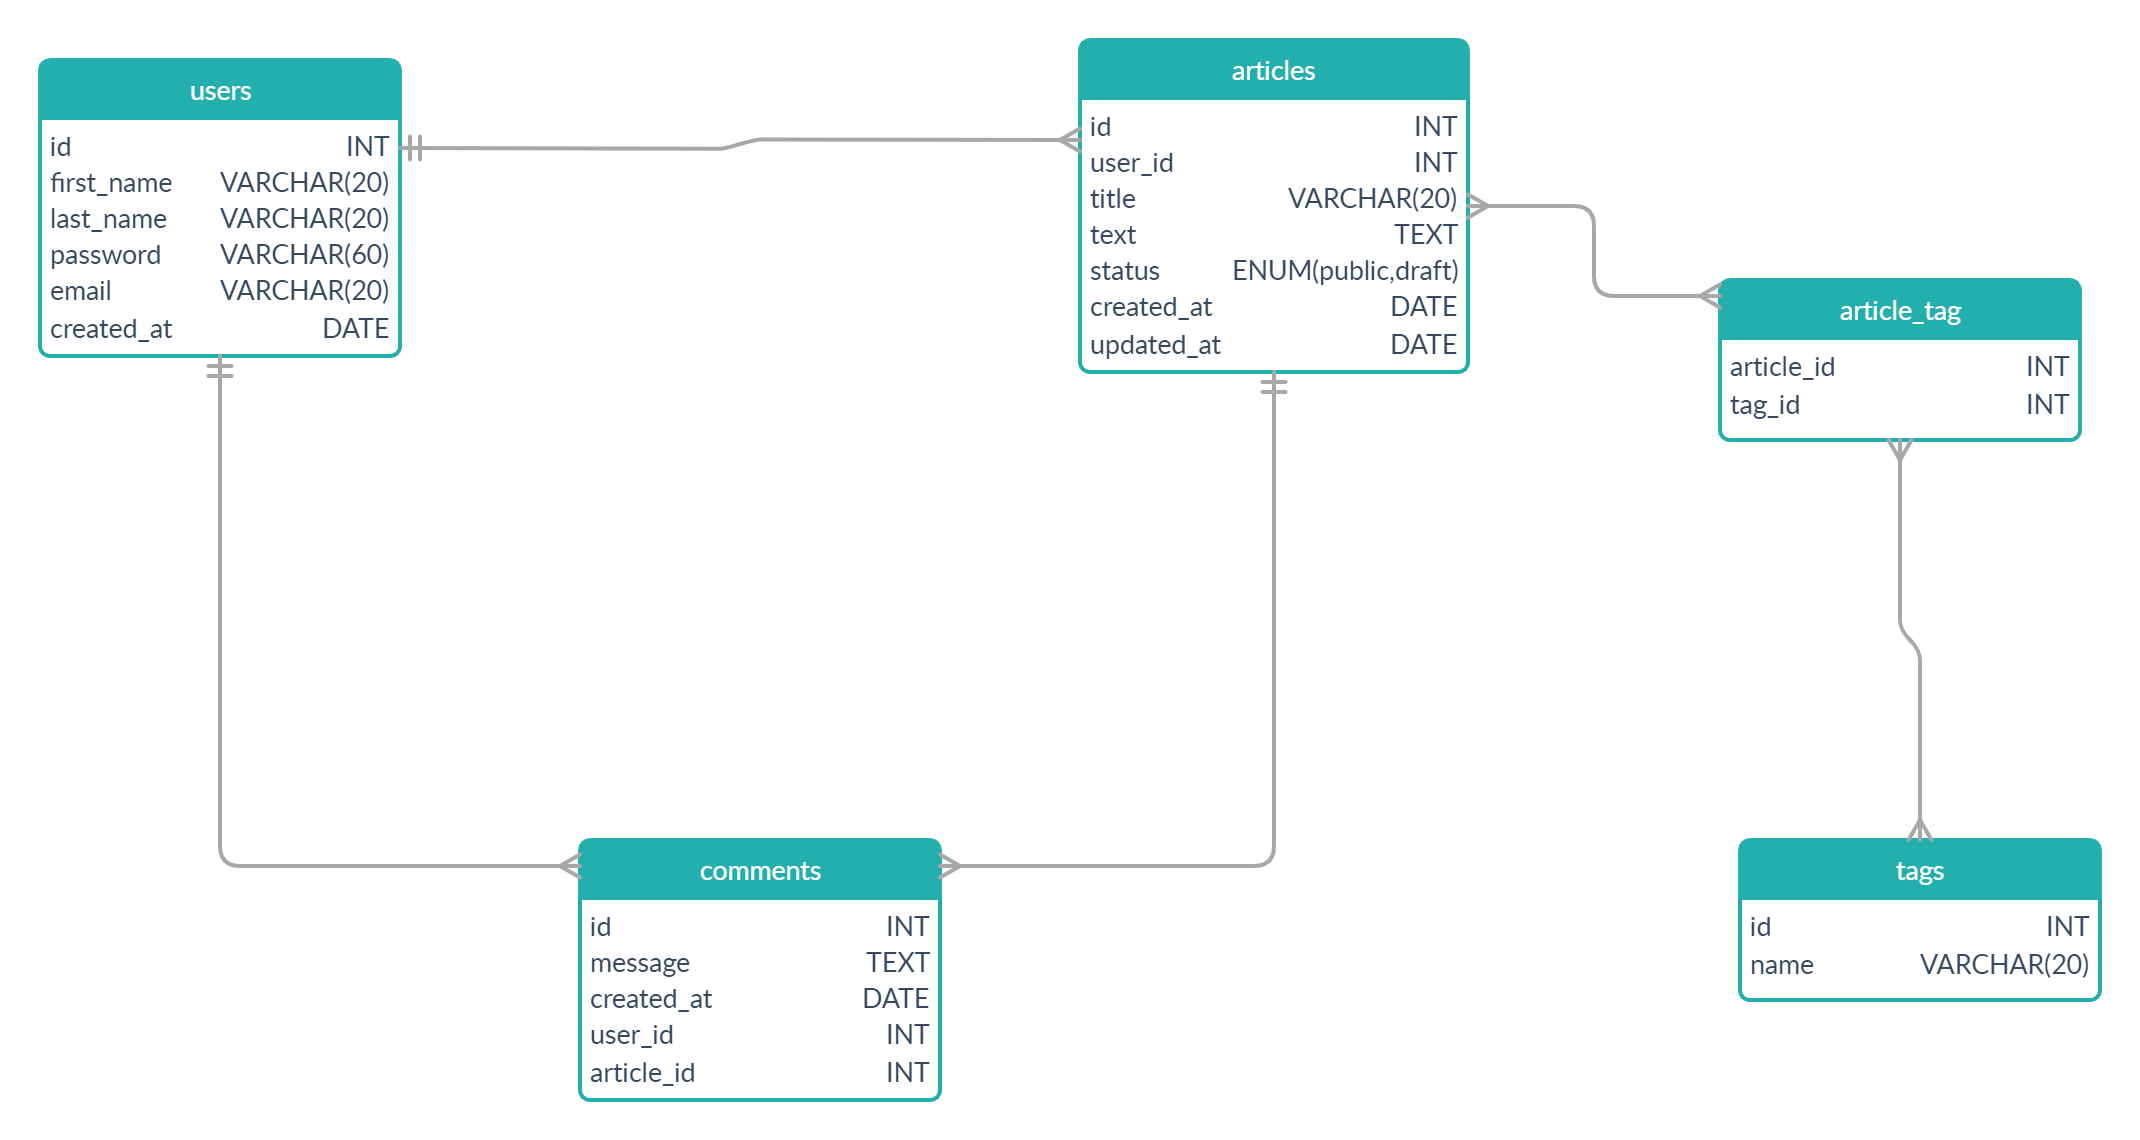 users
id INT
first_name VARCHAR(20)
last_name VARCHAR(20)
password VARCHAR(60)
email VARCHAR(20)
created_at DATE
articles
id INT
user_id INT
title VARCHAR(20)
text TEXT
status ENUM(public,draft)
created_at DATE
updated_at DATE
article_tag
article_id INT
tag_id INT
comments
id INT
message TEXT
created_at DATE
user_id INT
article_id INT
tags
id INT
name VARCHAR(20)